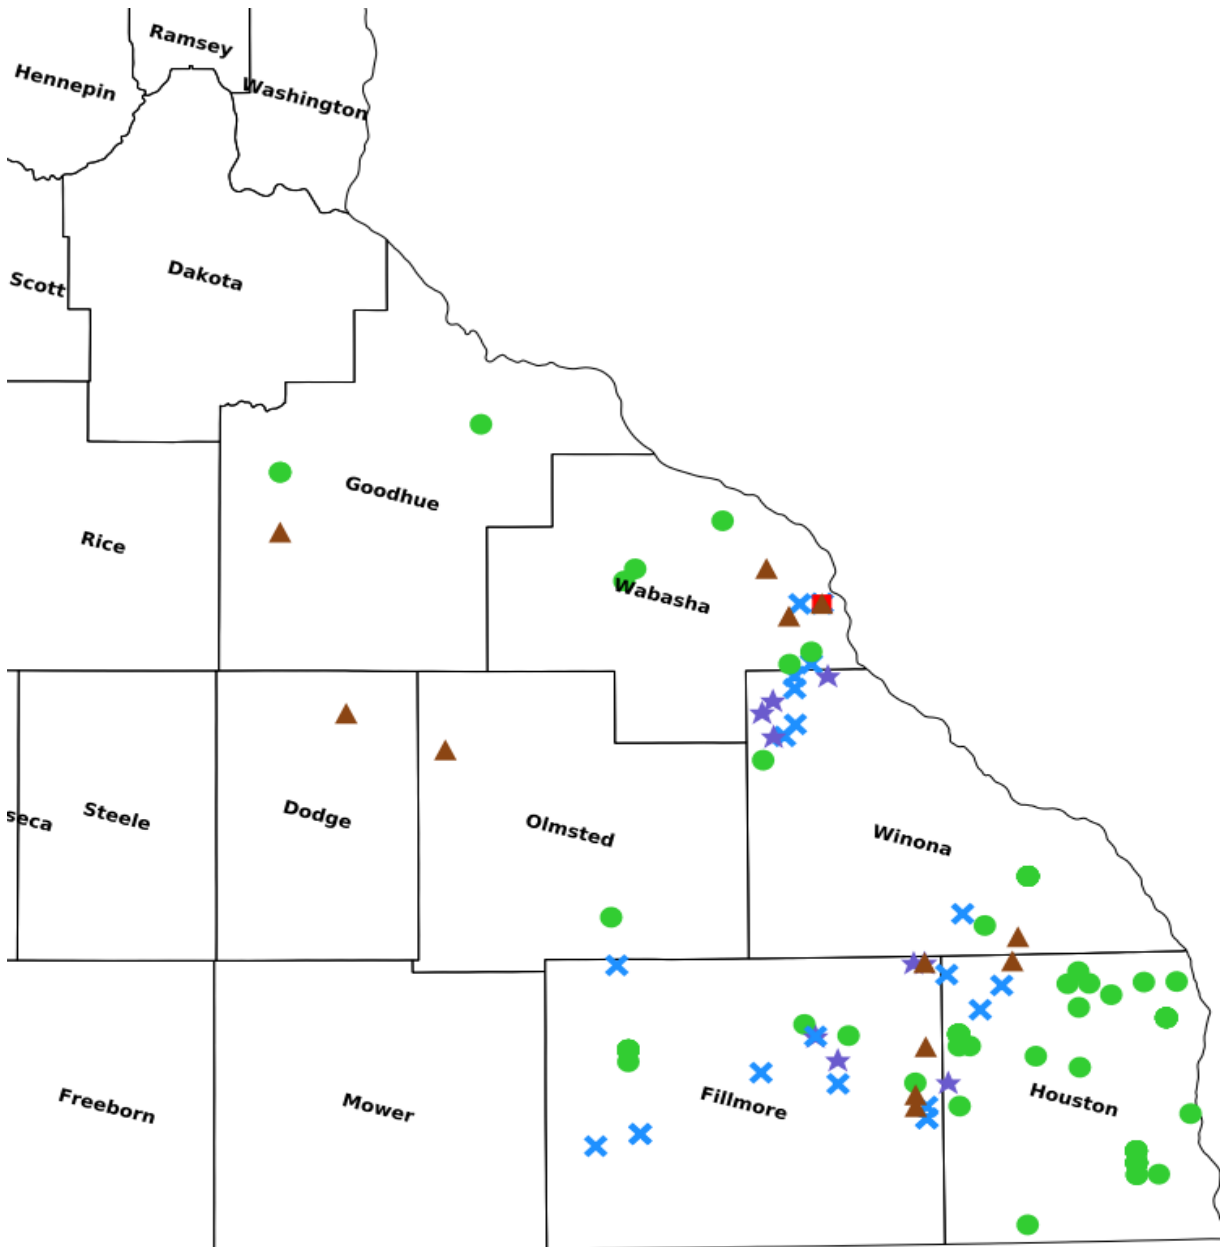 Ramsey
Hennepin
Washington
Dakota
Scott
Goodhue
Rice
Wabasha
seca
Steele
Dodge
Olmsted
Winona
Freeborn
Mower
Fillmore
Houston